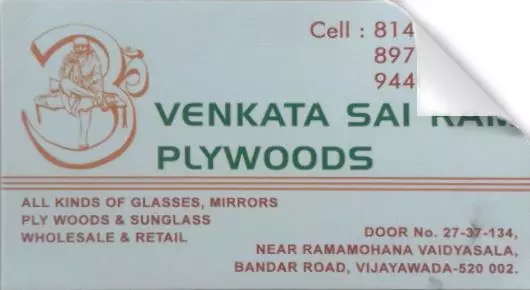 Cell : 814
897
944
VENKATA SAI RAM
PLYWOODS
ALL KINDS OF GLASSES, MIRRORS
PLY WOODS & SUNGLASS
WHOLESALE & RETAIL
DOOR No. 27-37-134,
NEAR RAMAMOHANA VAIDYASALA,
BANDAR ROAD, VIJAYAWADA-520 002.